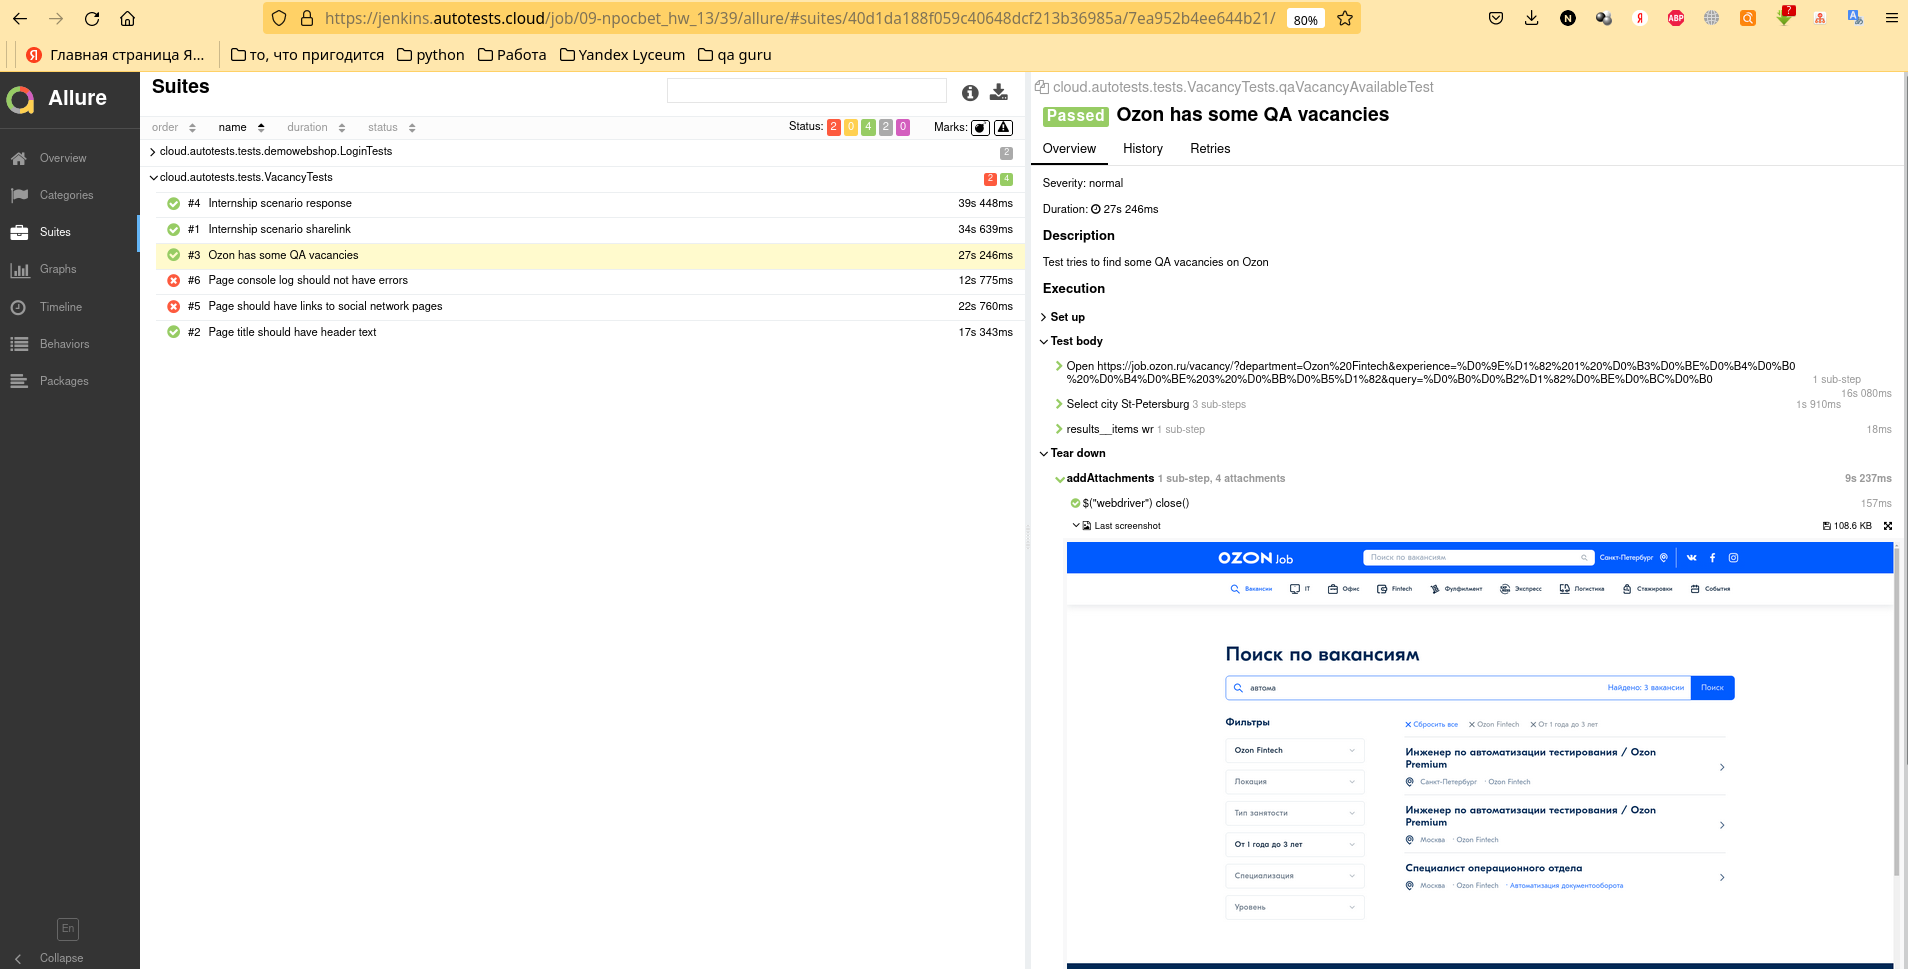 https://jenkins.autotests.cloud/job/09-npocbet_hw_13/39/allure/#suites/40d1da188f059c40648dcf213b36985a/7ea952b4ee644b21/
80%
N
Я
ABP
?
Я Главная страница Я...
то, что пригодится
python
Работа
Yandex Lyceum
qa guru
Allure
Overview
Categories
Suites
Graphs
Timeline
Behaviors
Packages
En
Collapse
Suites
order name duration status
Status: 2 0 4 2 0
Marks:
cloud.autotests.tests.demowebshop.LoginTests 2
cloud.autotests.tests.VacancyTests 2 4
#4 Internship scenario response 39s 448ms
#1 Internship scenario sharelink 34s 639ms
#3 Ozon has some QA vacancies 27s 246ms
#6 Page console log should not have errors 12s 775ms
#5 Page should have links to social network pages 22s 760ms
#2 Page title should have header text 17s 343ms
cloud.autotests.tests.VacancyTests.qaVacancyAvailableTest
Passed Ozon has some QA vacancies
Overview History Retries
Severity: normal
Duration: 27s 246ms
Description
Test tries to find some QA vacancies on Ozon
Execution
Set up
Test body
Open https://job.ozon.ru/vacancy/?department=Ozon%20Fintech&experience=%D0%9E%D1%82%201%20%D0%B3%D0%BE%D0%B4%D0%B0
%20%D0%B4%D0%BE%203%20%D0%BB%D0%B5%D1%82&query=%D0%B0%D0%B2%D1%82%D0%BE%D0%BC%D0%B0 1 sub-step
16s 080ms
Select city St-Petersburg 3 sub-steps 1s 910ms
results__items wr 1 sub-step 18ms
Tear down
addAttachments 1 sub-step, 4 attachments 9s 237ms
$("webdriver") close() 157ms
Last screenshot 108.6 KB
OZON Job
Поиск по вакансиям
Санкт-Петербург
Вакансии IT Офис Fintech Фулфилмент Экспресс Логистика Стажировки События
Поиск по вакансиям
автома Найдено: 3 вакансии Поиск
Фильтры
Ozon Fintech
Локация
Тип занятости
От 1 года до 3 лет
Специализация
Уровень
Сбросить все Ozon Fintech От 1 года до 3 лет
Инженер по автоматизации тестирования / Ozon
Premium
Санкт-Петербург · Ozon Fintech
Инженер по автоматизации тестирования / Ozon
Premium
Москва · Ozon Fintech
Специалист операционного отдела
Москва · Ozon Fintech · Автоматизация документооборота